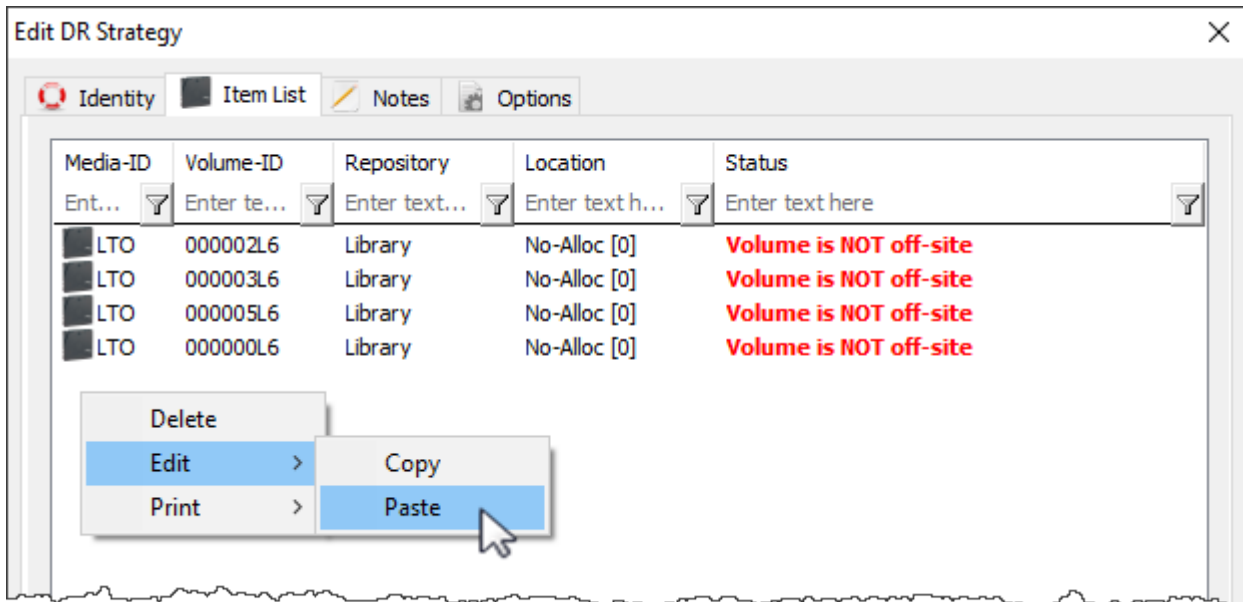 Edit DR Strategy
Identity Item List Notes Options
Media-ID Volume-ID Repository Location Status
Ent... Enter te... Enter text... Enter text h... Enter text here
LTO 000002L6 Library No-Alloc [0] Volume is NOT off-site
LTO 000003L6 Library No-Alloc [0] Volume is NOT off-site
LTO 000005L6 Library No-Alloc [0] Volume is NOT off-site
LTO 000000L6 Library No-Alloc [0] Volume is NOT off-site
Delete
Edit > Copy
Print > Paste